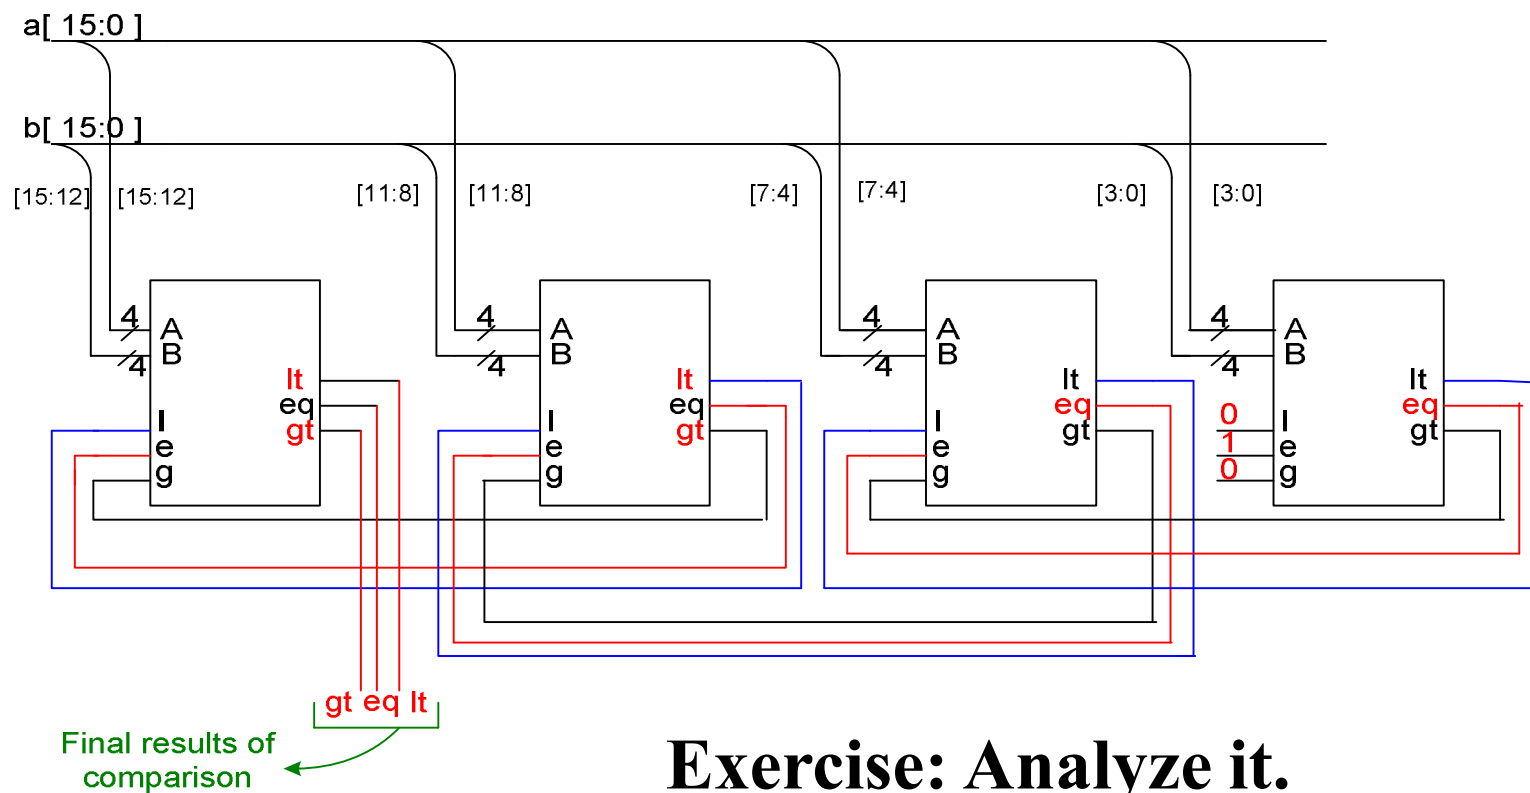 a[ 15:0 ]
b[ 15:0 ]
[15:12] [15:12] [11:8] [11:8] [7:4] [7:4] [3:0] [3:0]
4 A 4 A 4 A 4 A
4 B 4 B 4 B 4 B
lt lt lt lt
eq eq eq eq
gt gt gt gt
l l l 0 l
e e e 1 e
g g g 0 g
gt eq lt
Final results of
comparison
Exercise: Analyze it.